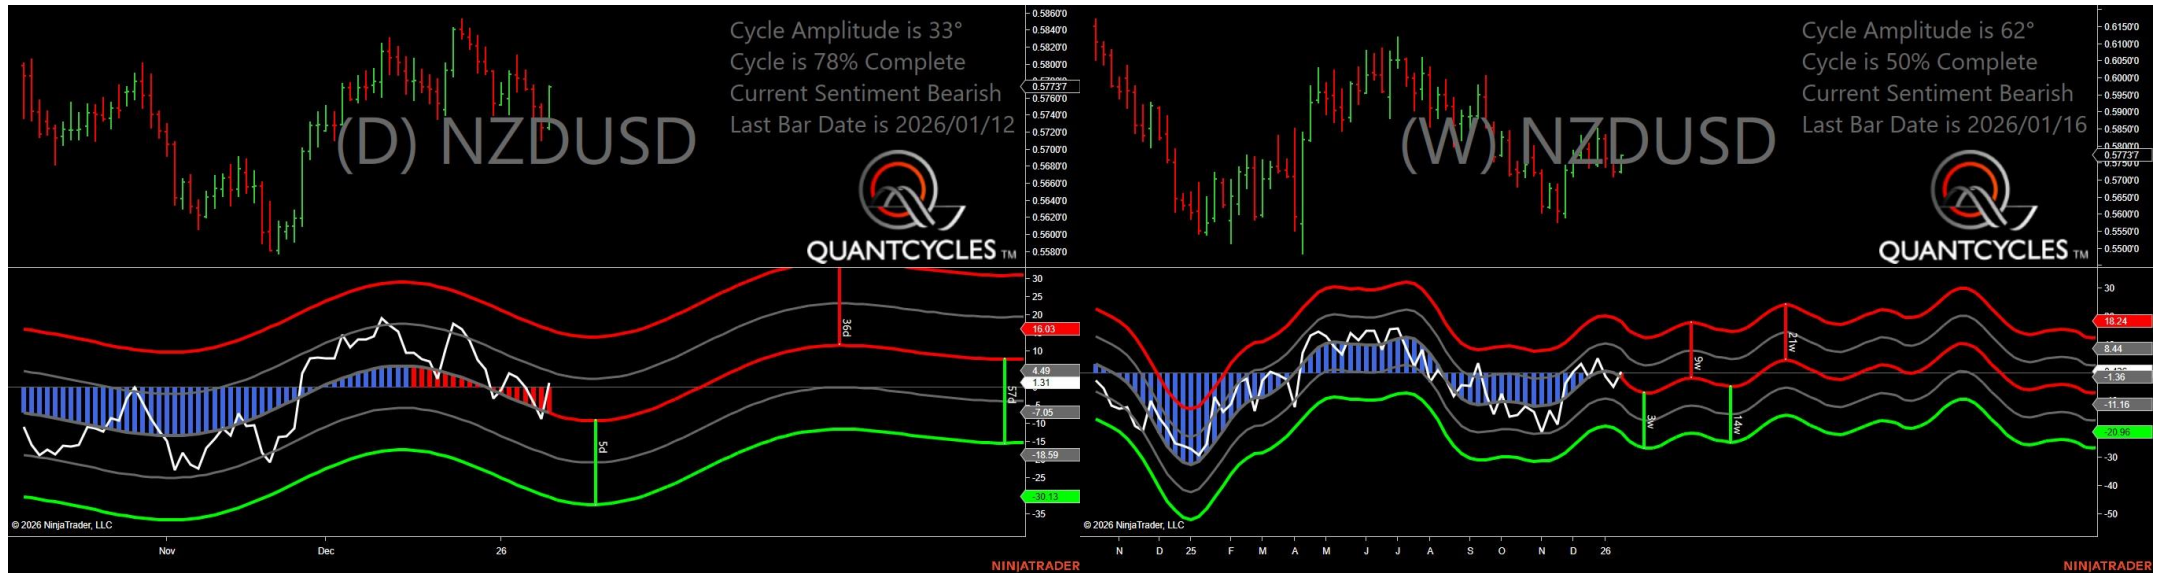 Cycle Amplitude is 33°
Cycle is 78% Complete
Current Sentiment Bearish
Last Bar Date is 2026/01/12
(D) NZDUSD
QUANTCYCLES TM
0.5860'0
0.5840'0
0.5820'0
0.5800'0
0.5773'7
0.5760'0
0.5740'0
0.5720'0
0.5700'0
0.5680'0
0.5660'0
0.5640'0
0.5620'0
0.5600'0
0.5580'0
30
25
20
16.03
10
4.49
1.31
-7.05
-10
-15
-18.59
-25
-30.13
-35
36d
57d
5d
© 2026 NinjaTrader, LLC
Nov Dec 26
NINJATRADER
Cycle Amplitude is 62°
Cycle is 50% Complete
Current Sentiment Bearish
Last Bar Date is 2026/01/16
(W) NZDUSD
QUANTCYCLES TM
0.6150'0
0.6100'0
0.6050'0
0.6000'0
0.5950'0
0.5900'0
0.5850'0
0.5773'7
0.5750'0
0.5700'0
0.5650'0
0.5600'0
0.5550'0
0.5500'0
30
18.24
8.44
-1.36
-11.16
-20.96
-30
-40
-50
9w
21w
3w
14w
© 2026 NinjaTrader, LLC
N D 25 F M A M J J A S O N D 26
NINJATRADER